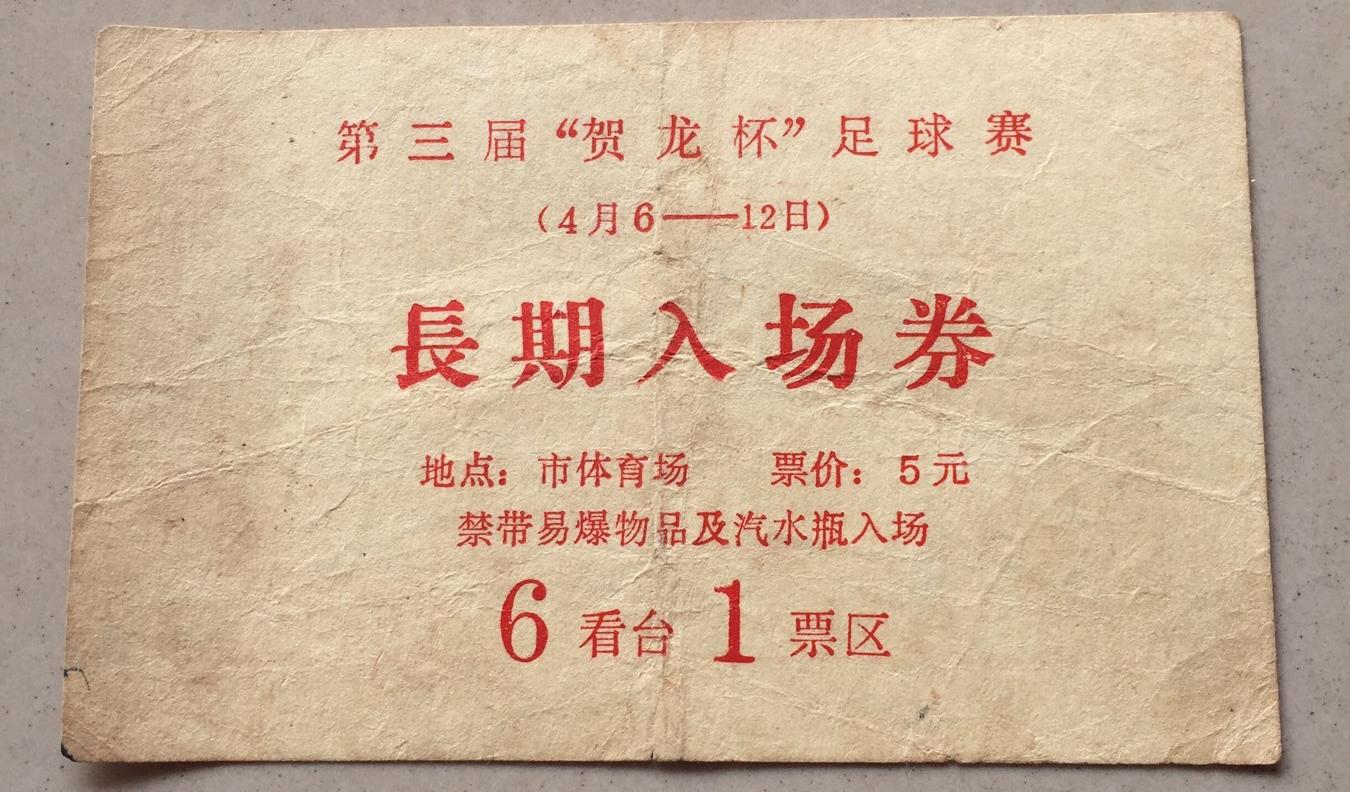 第三届“贺龙杯”足球赛
（4月6——12日）
長期入场券
地点：市体育场 票价：5元
禁带易爆物品及汽水瓶入场
6看台1票区